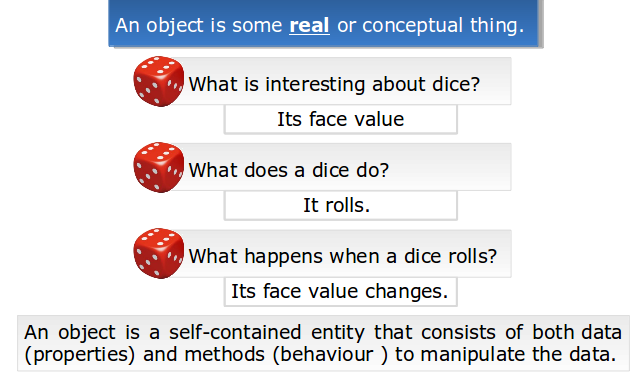 An object is some real or conceptual thing.
What is interesting about dice?
Its face value
What does a dice do?
It rolls.
What happens when a dice rolls?
Its face value changes.
An object is a self-contained entity that consists of both data
(properties) and methods (behaviour ) to manipulate the data.